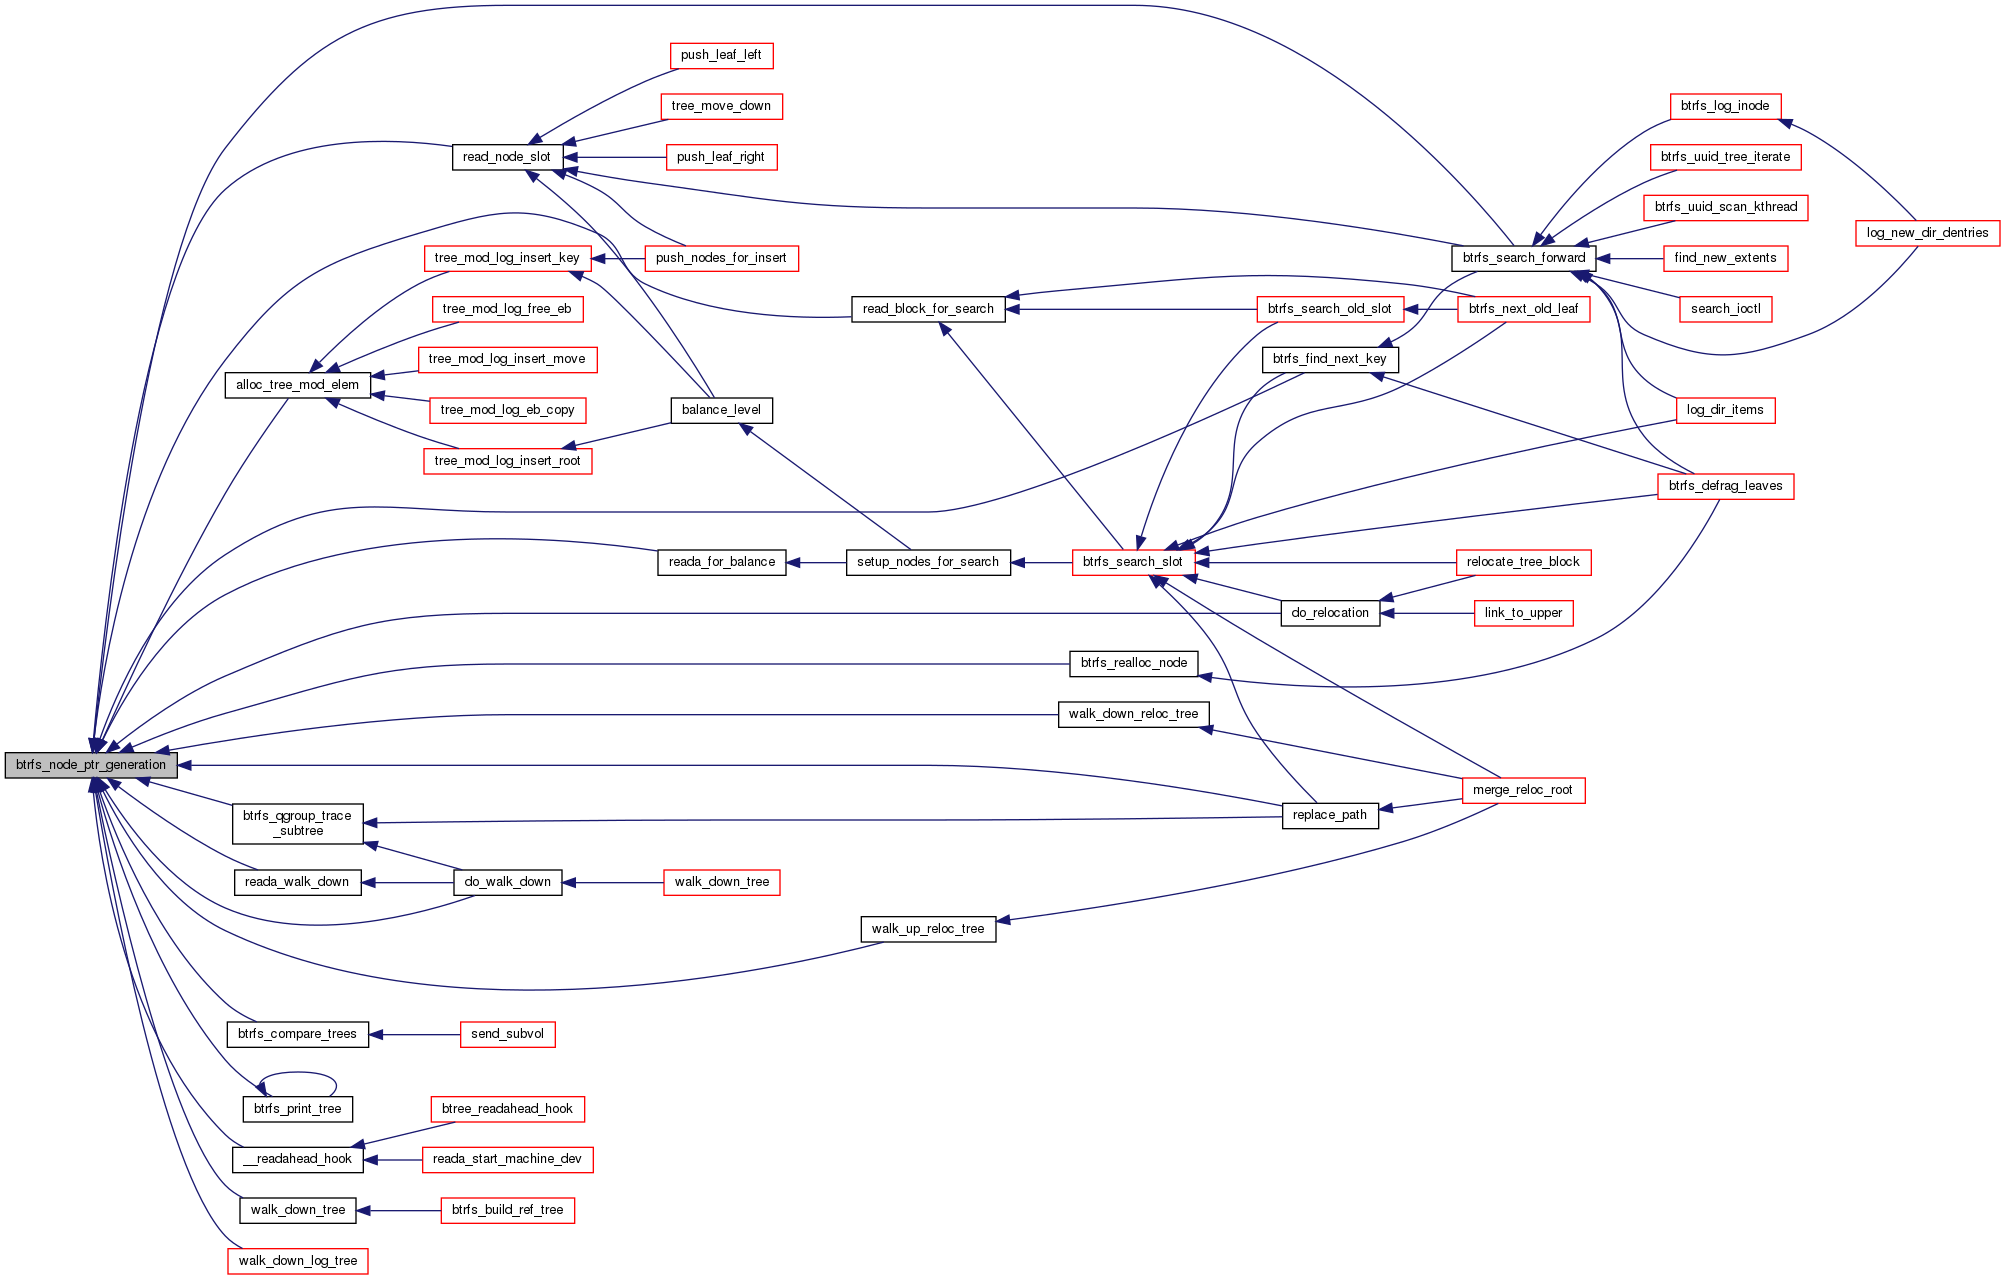 push_leaf_left
tree_move_down
btrfs_log_inode
read_node_slot
push_leaf_right
btrfs_uuid_tree_iterate
btrfs_uuid_scan_kthread
log_new_dir_dentries
tree_mod_log_insert_key
push_nodes_for_insert
btrfs_search_forward
find_new_extents
tree_mod_log_free_eb
read_block_for_search
btrfs_search_old_slot
btrfs_next_old_leaf
search_ioctl
tree_mod_log_insert_move
btrfs_find_next_key
alloc_tree_mod_elem
tree_mod_log_eb_copy
balance_level
log_dir_items
tree_mod_log_insert_root
btrfs_defrag_leaves
reada_for_balance
setup_nodes_for_search
btrfs_search_slot
relocate_tree_block
do_relocation
link_to_upper
btrfs_realloc_node
walk_down_reloc_tree
btrfs_node_ptr_generation
merge_reloc_root
btrfs_qgroup_trace
_subtree
replace_path
reada_walk_down
do_walk_down
walk_down_tree
walk_up_reloc_tree
btrfs_compare_trees
send_subvol
btrfs_print_tree
btree_readahead_hook
__readahead_hook
reada_start_machine_dev
walk_down_tree
btrfs_build_ref_tree
walk_down_log_tree